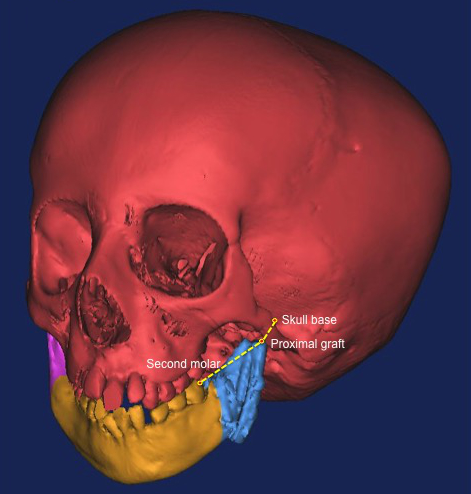 Skull base
Proximal graft
Second molar